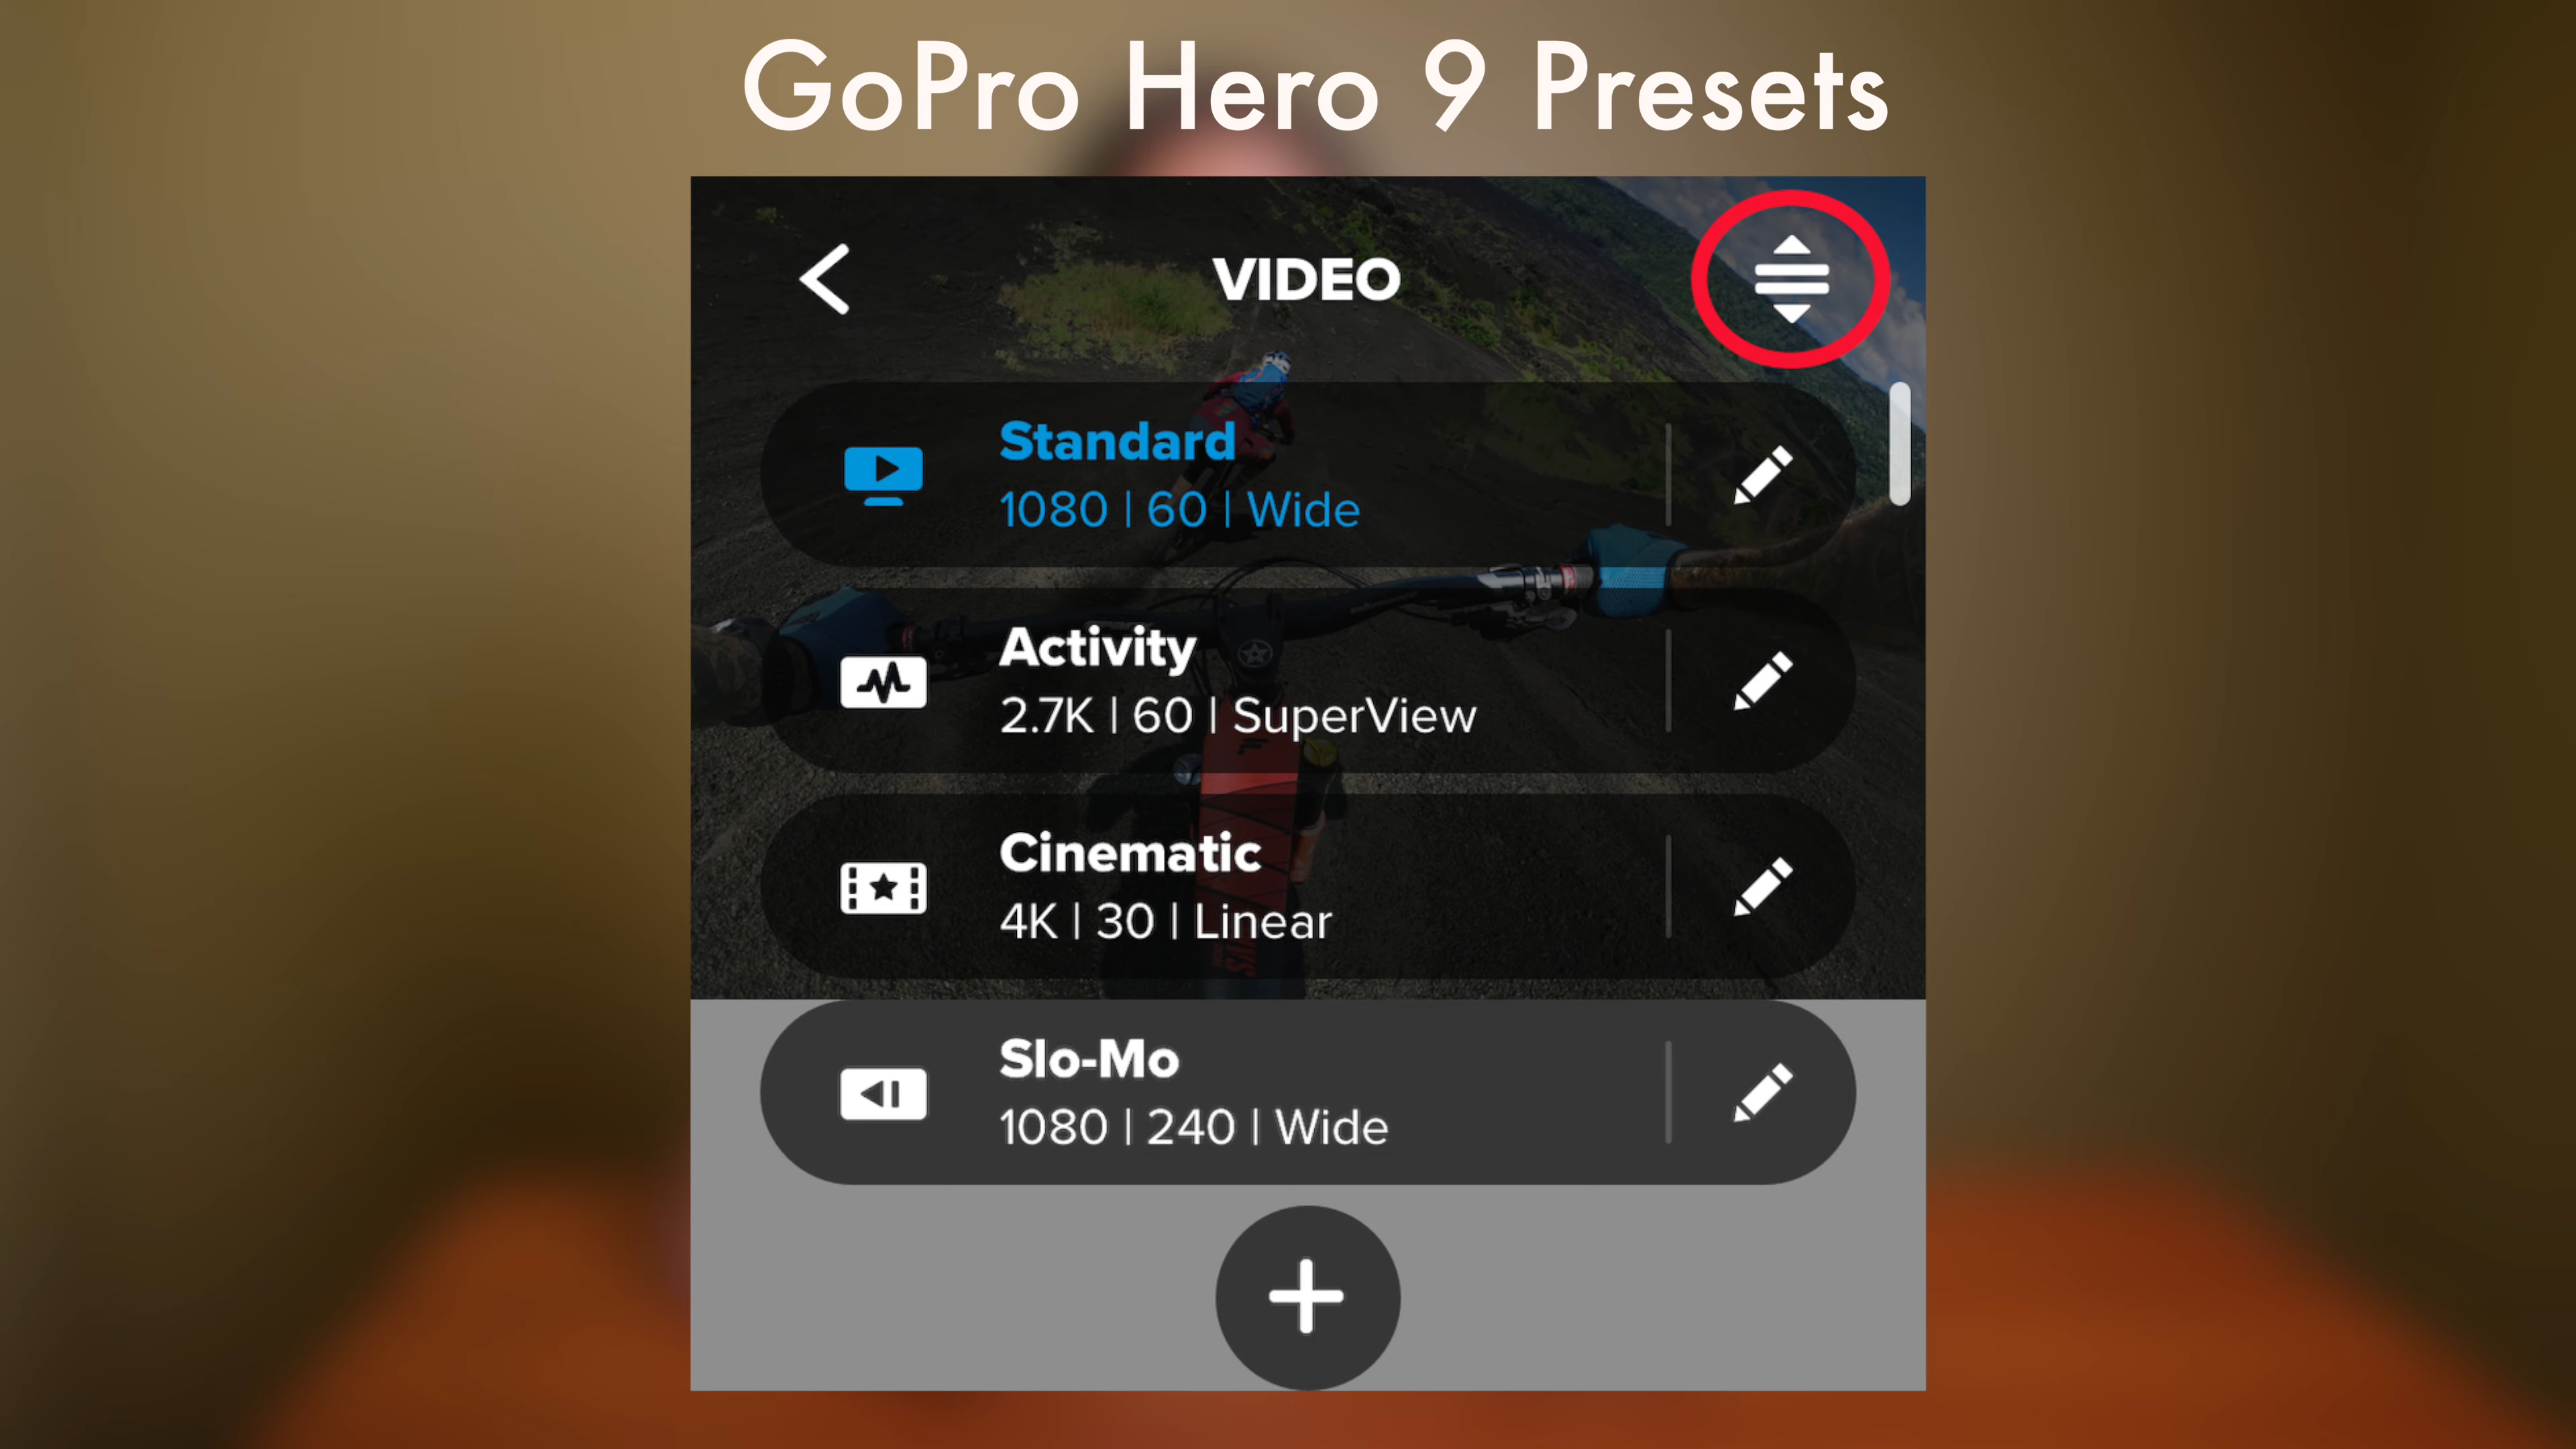 GoPro Hero 9 Presets
VIDEO
Standard
1080 | 60 | Wide
Activity
2.7K | 60 | SuperView
Cinematic
4K | 30 | Linear
Slo-Mo
1080 | 240 | Wide